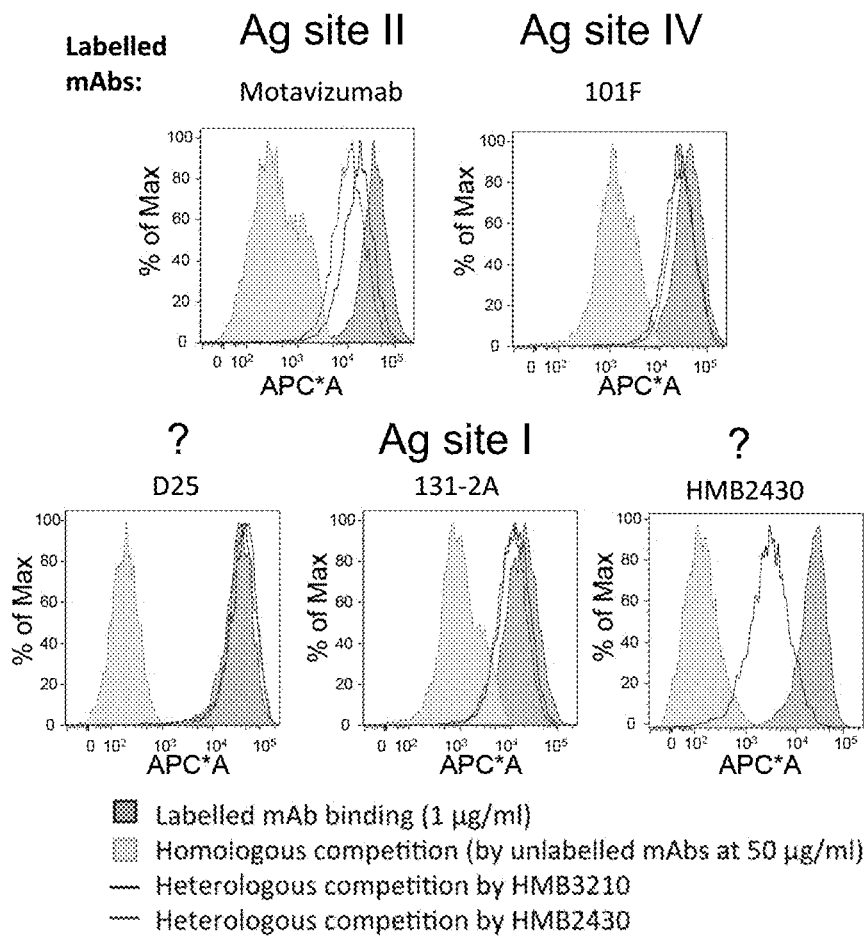 Labelled mAbs:
Ag site II
Ag site IV
Motavizumab
101F
% of Max
100
80
60
40
20
0
0 10² 10³ 10⁴ 10⁵
APC*A
% of Max
100
80
60
40
20
0
0 10² 10³ 10⁴ 10⁵
APC*A
?
Ag site I
?
D25
131-2A
HMB2430
% of Max
100
80
60
40
20
0
0 10² 10³ 10⁴ 10⁵
APC*A
% of Max
100
80
60
40
20
0
0 10² 10³ 10⁴ 10⁵
APC*A
% of Max
100
80
60
40
20
0
0 10² 10³ 10⁴ 10⁵
APC*A
Labelled mAb binding (1 µg/ml)
Homologous competition (by unlabelled mAbs at 50 µg/ml)
Heterologous competition by HMB3210
Heterologous competition by HMB2430